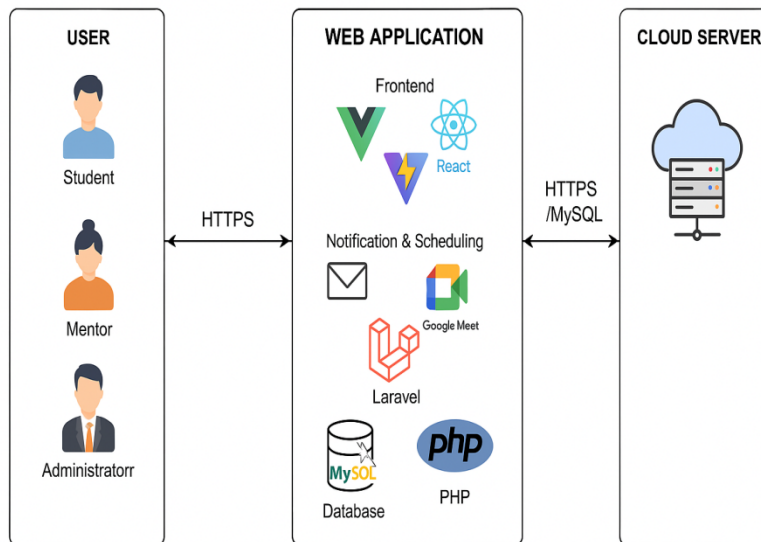 USER
Student
Mentor
Administratorr
HTTPS
WEB APPLICATION
Frontend
React
Notification & Scheduling
Google Meet
Laravel
MySQL
Database
php
PHP
HTTPS
/MySQL
CLOUD SERVER